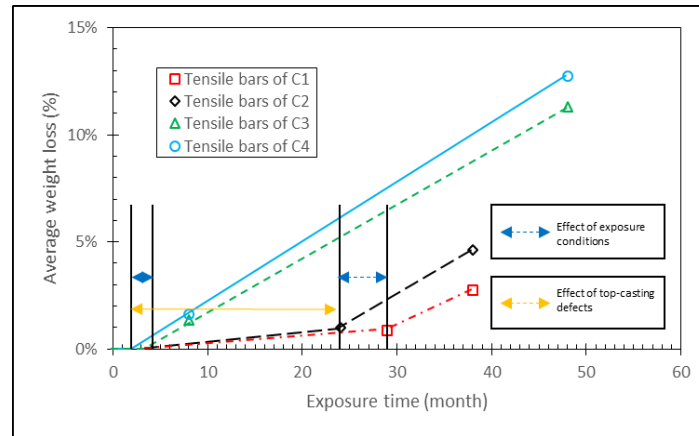 15%
10%
5%
0%
Average weight loss (%)
Tensile bars of C1
Tensile bars of C2
Tensile bars of C3
Tensile bars of C4
Effect of exposure
conditions
Effect of top-casting
defects
0 10 20 30 40 50 60
Exposure time (month)